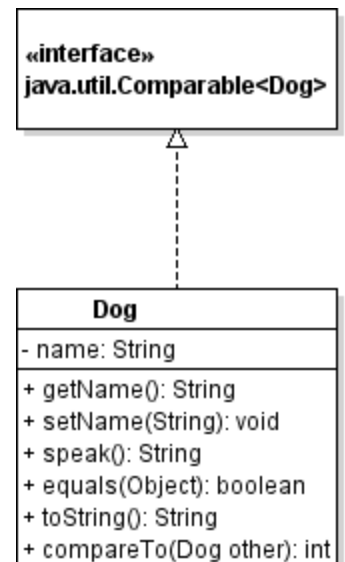 «interface»
java.util.Comparable<Dog>
Dog
- name: String
+ getName(): String
+ setName(String): void
+ speak(): String
+ equals(Object): boolean
+ toString(): String
+ compareTo(Dog other): int